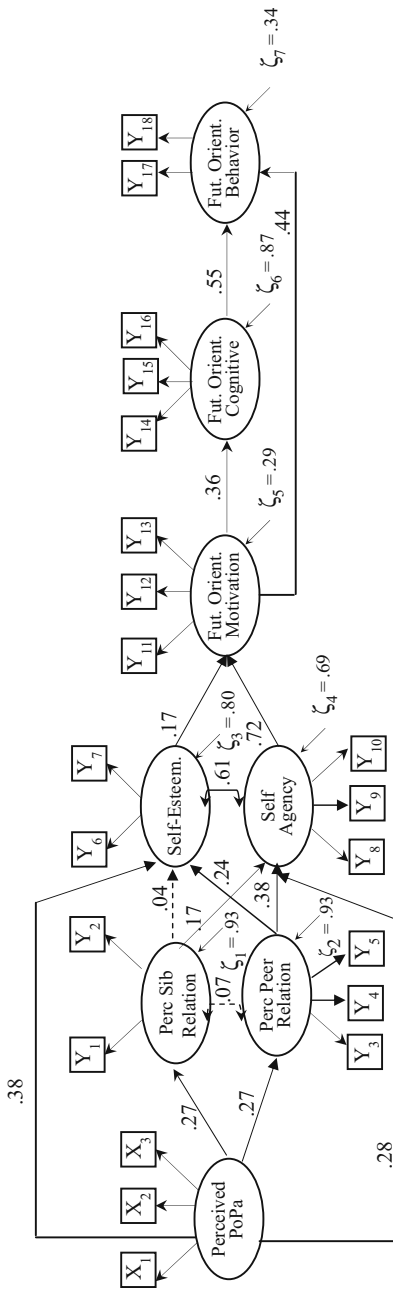 .38
X1
X2
X3
Perceived
PoPa
.28
.27
.27
Y1
Y2
Perc Sib
Relation
ζ1=.93
.07
Perc Peer
Relation
ζ2=.93
Y3
Y4
Y5
.04
.17
.24
.38
Y6
Y7
Self-Esteem.
ζ3=.80
.61
Self
Agency
ζ4=.69
Y8
Y9
Y10
.17
.72
Y11
Y12
Y13
Fut. Orient.
Motivation
ζ5=.29
.36
Y14
Y15
Y16
Fut. Orient.
Cognitive
ζ6=.87
.55
.44
Y17
Y18
Fut. Orient.
Behavior
ζ7=.34